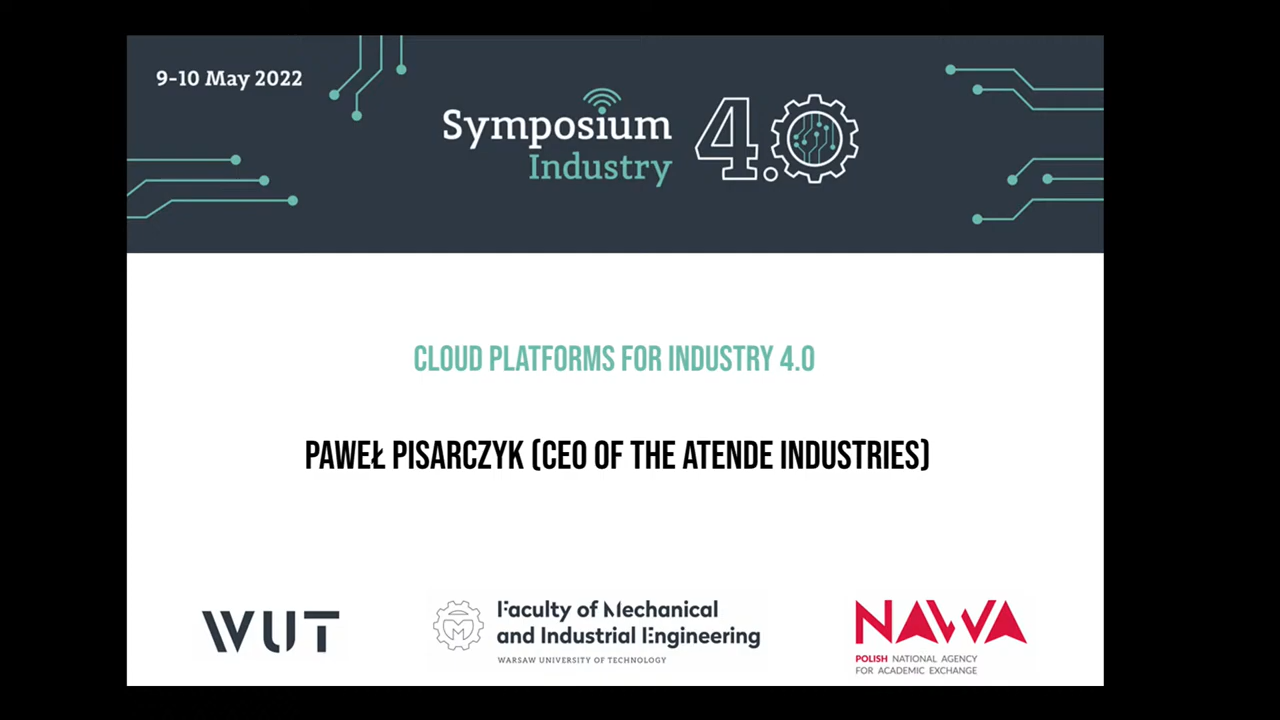 9-10 May 2022
Symposium
Industry
4.0
CLOUD PLATFORMS FOR INDUSTRY 4.0
PAWEŁ PISARCZYK (CEO OF THE ATENDE INDUSTRIES)
WUT
Faculty of Mechanical
and Industrial Engineering
WARSAW UNIVERSITY OF TECHNOLOGY
NAWA
POLISH NATIONAL AGENCY
FOR ACADEMIC EXCHANGE